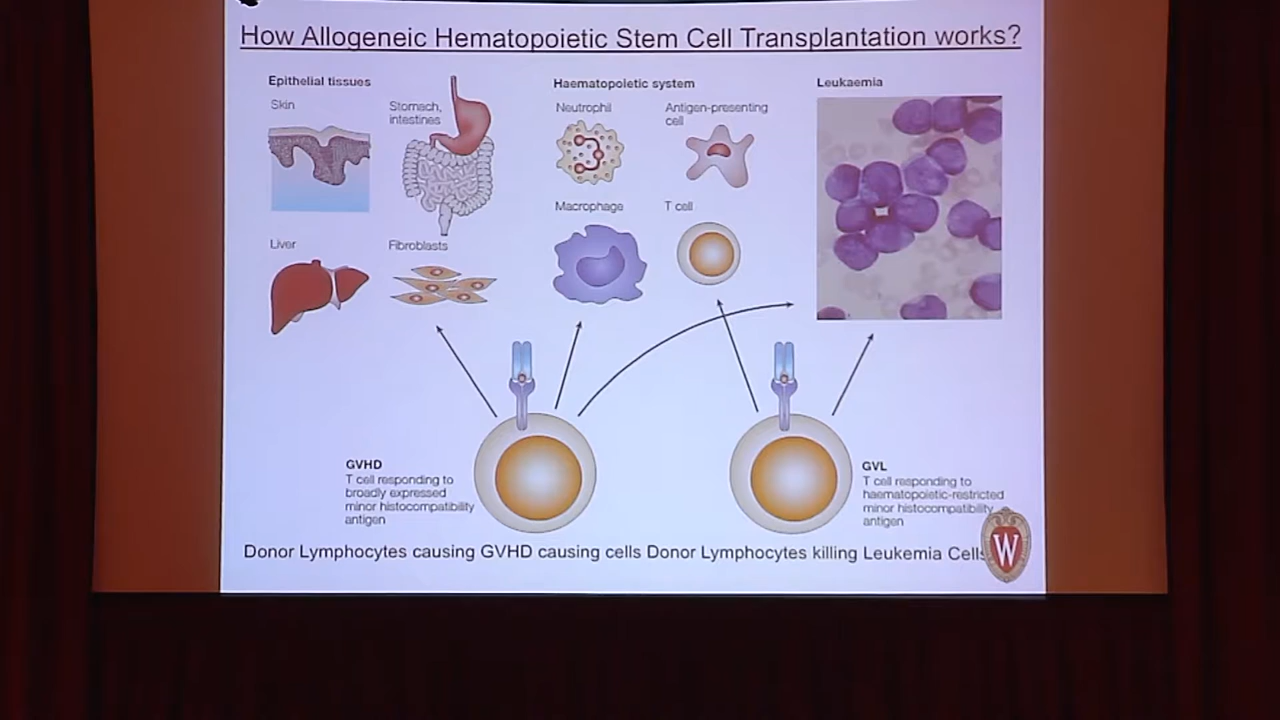 How Allogeneic Hematopoietic Stem Cell Transplantation works?
Epithelial tissues
Skin
Stomach,
intestines
Liver
Fibroblasts
Haematopoietic system
Neutrophil
Antigen-presenting
cell
Macrophage
T cell
Leukaemia
GVHD
T cell responding to
broadly expressed
minor histocompatibility
antigen
GVL
T cell responding to
haematopoietic-restricted
minor histocompatibility
antigen
Donor Lymphocytes causing GVHD causing cells Donor Lymphocytes killing Leukemia Cells
W